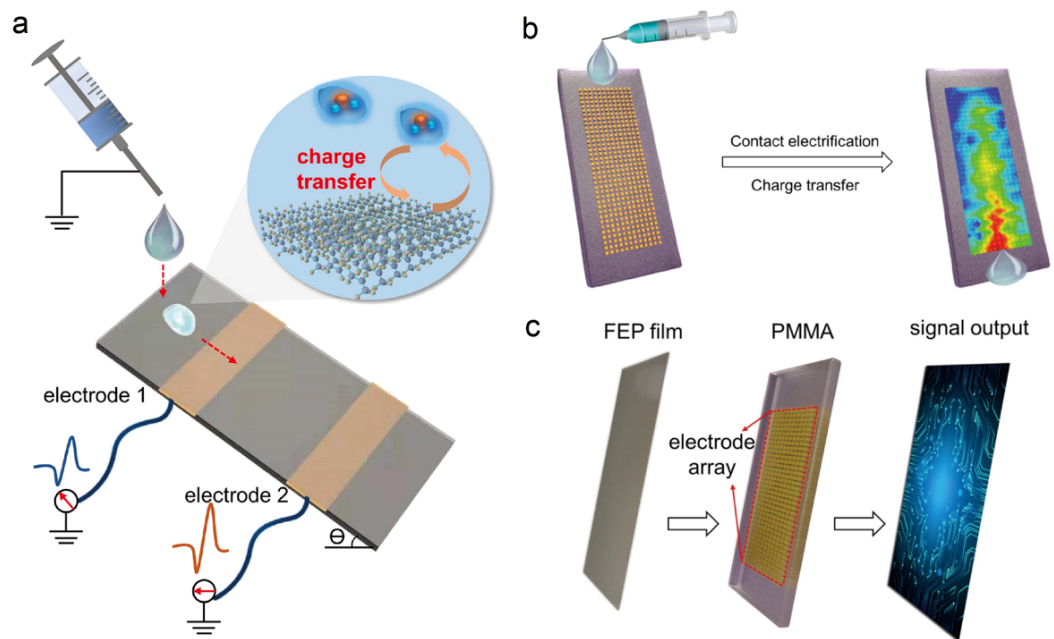 a
charge
transfer
electrode 1
electrode 2
Θ
b
Contact electrification
Charge transfer
c
FEP film
PMMA
signal output
electrode
array